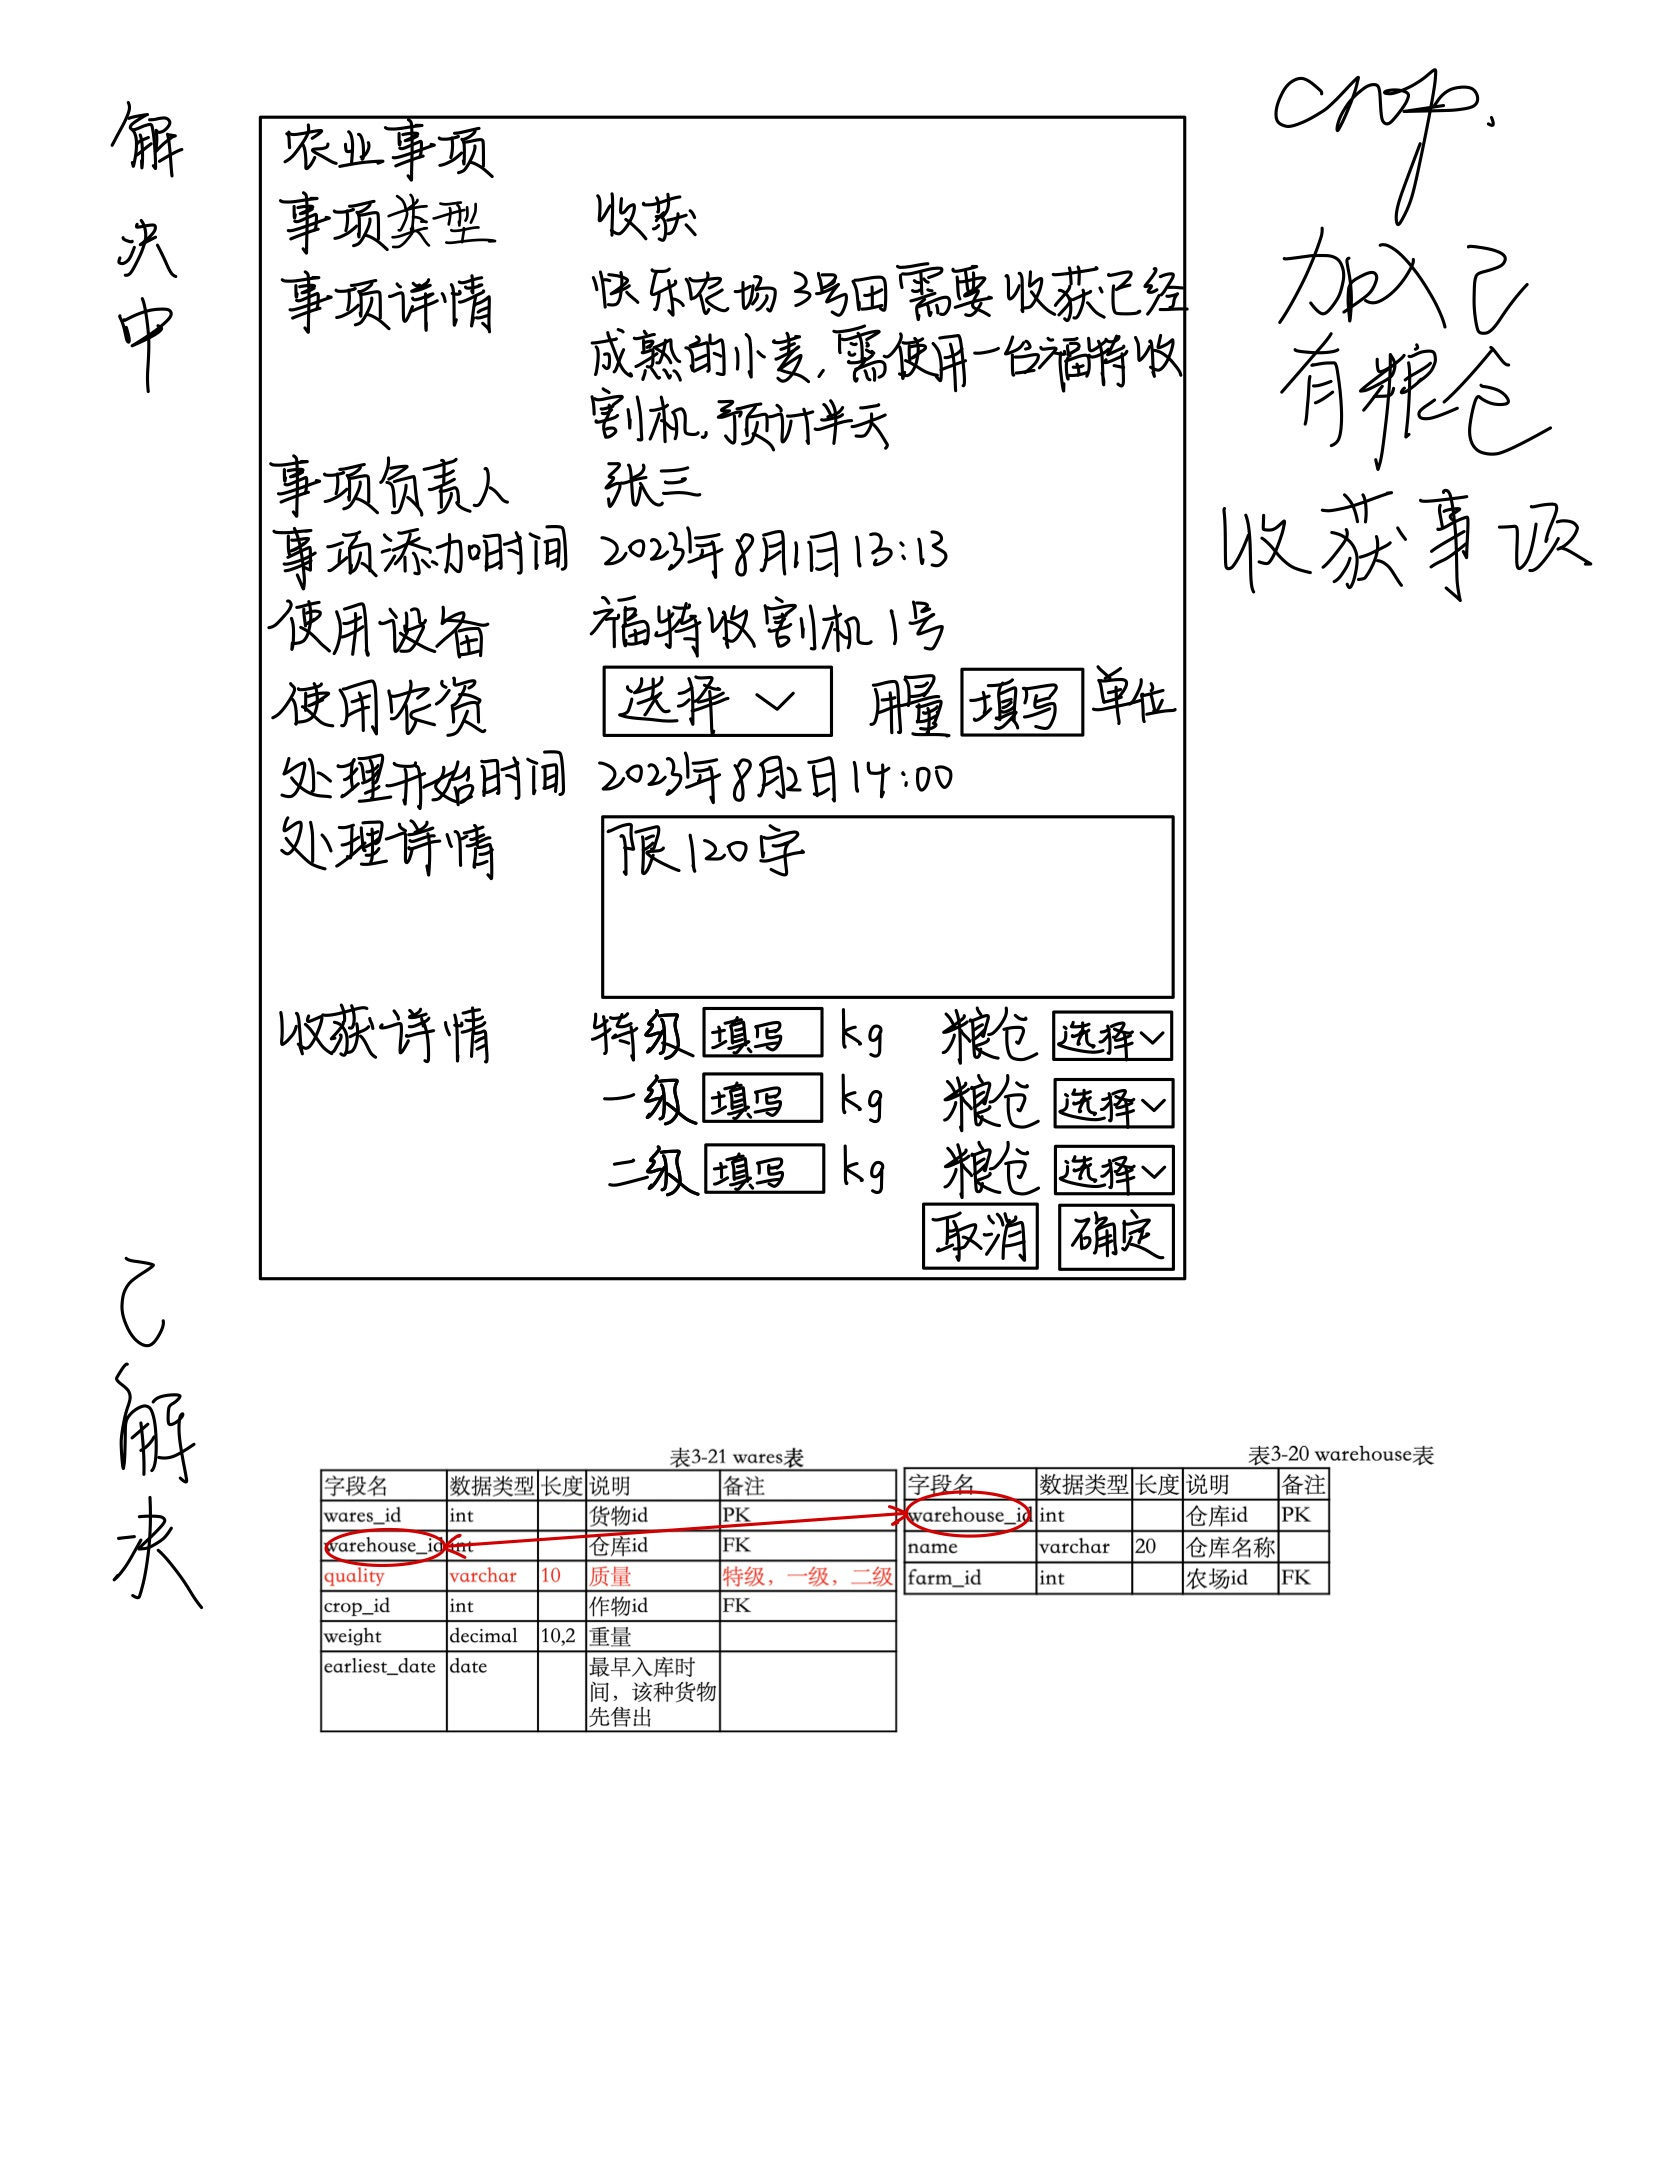 解决中
crop.
加入已
有粮仓
收获事项
农业事项
事项类型 收获
事项详情 快乐农场3号田需要收获已经
成熟的小麦,需使用一台福特收
割机,预计半天
事项负责人 张三
事项添加时间 2023年8月1日13:13
使用设备 福特收割机1号
使用农资 选择 用量 填写 单位
处理开始时间 2023年8月2日14:00
处理详情 限120字
收获详情 特级 填写 kg 粮仓 选择
一级 填写 kg 粮仓 选择
二级 填写 kg 粮仓 选择
取消 确定
已解决
表3-21 wares表
字段名 数据类型 长度 说明 备注
wares_id int 货物id PK
warehouse_id int 仓库id FK
quality varchar 10 质量 特级，一级，二级
crop_id int 作物id FK
weight decimal 10,2 重量
earliest_date date 最早入库时
间，该种货物
先售出
表3-20 warehouse表
字段名 数据类型 长度 说明 备注
warehouse_id int 仓库id PK
name varchar 20 仓库名称
farm_id int 农场id FK